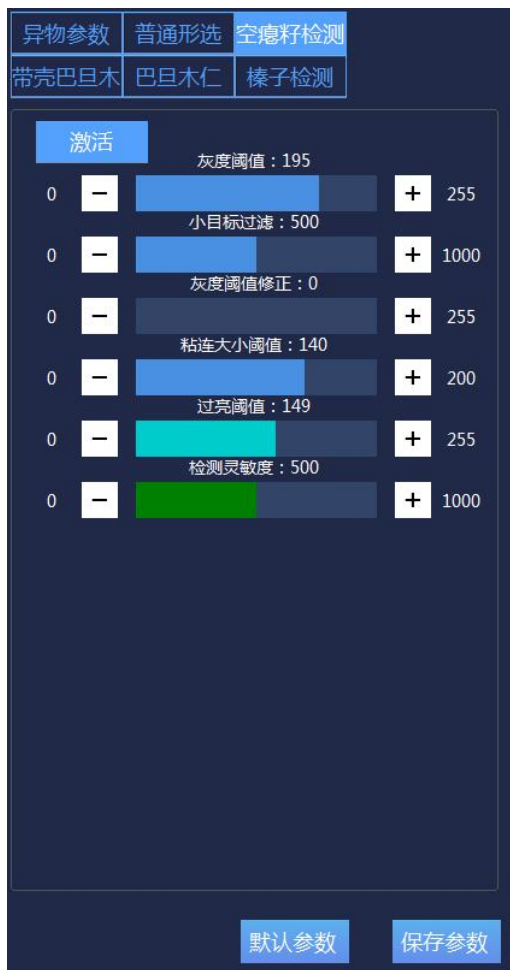 异物参数 普通形选 空瘪籽检测
带壳巴旦木 巴旦木仁 榛子检测
激活
灰度阈值：195
0 − + 255
小目标过滤：500
0 − + 1000
灰度阈值修正：0
0 − + 255
粘连大小阈值：140
0 − + 200
过亮阈值：149
0 − + 255
检测灵敏度：500
0 − + 1000
默认参数 保存参数